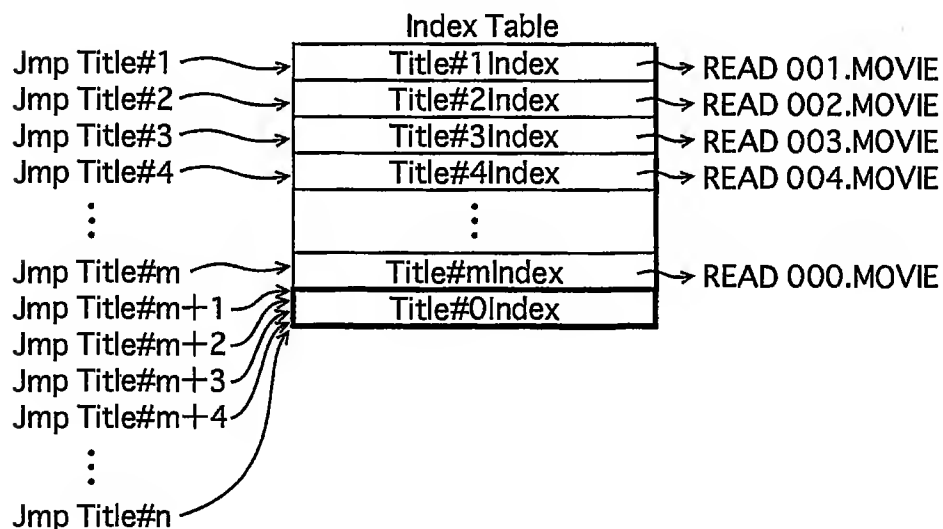 Index Table
Jmp Title#1 Title#1Index READ 001.MOVIE
Jmp Title#2 Title#2Index READ 002.MOVIE
Jmp Title#3 Title#3Index READ 003.MOVIE
Jmp Title#4 Title#4Index READ 004.MOVIE
Jmp Title#m Title#mIndex READ 000.MOVIE
Jmp Title#m+1 Title#0Index
Jmp Title#m+2
Jmp Title#m+3
Jmp Title#m+4
Jmp Title#n